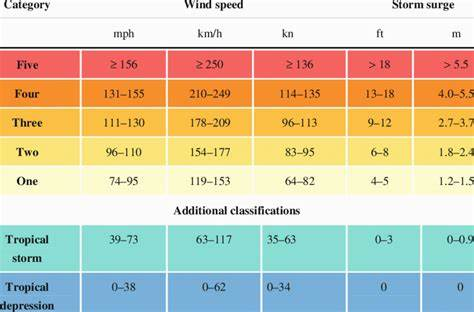 Category Wind speed Storm surge
mph km/h kn ft m
Five ≥ 156 ≥ 250 ≥ 136 > 18 > 5.5
Four 131–155 210–249 114–135 13–18 4.0–5.5
Three 111–130 178–209 96–113 9–12 2.7–3.7
Two 96–110 154–177 83–95 6–8 1.8–2.4
One 74–95 119–153 64–82 4–5 1.2–1.5
Additional classifications
Tropical storm 39–73 63–117 35–63 0–3 0–0.9
Tropical depression 0–38 0–62 0–34 0 0